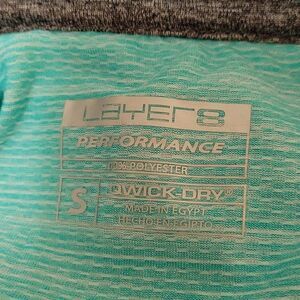 LAYER8
PERFORMANCE
% POLYESTER
S
QWICK-DRY®
MADE IN EGYPT
HECHO EN EGIPTO